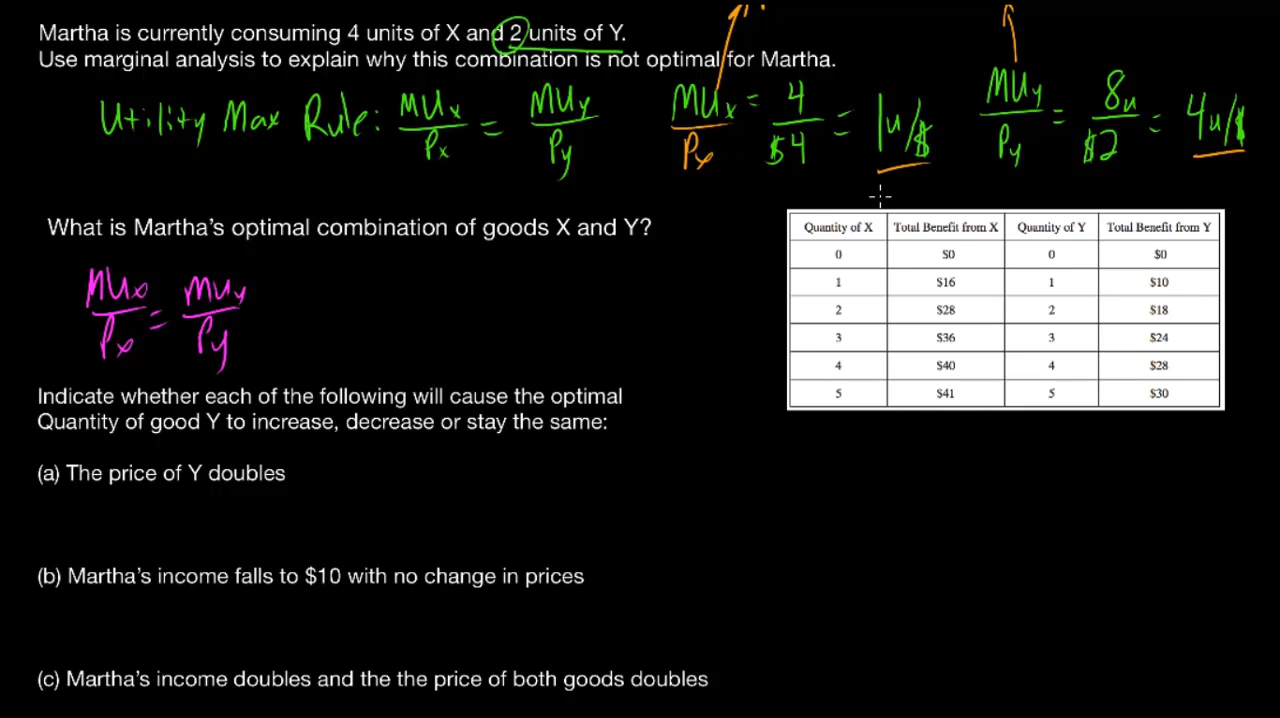 Martha is currently consuming 4 units of X and 2 units of Y.
Use marginal analysis to explain why this combination is not optimal for Martha.
Utility Max Rule: MUx/Px = MUy/Py
MUx/Px = 4/$4 = 1u/$
MUy/Py = 8u/$2 = 4u/$
What is Martha's optimal combination of goods X and Y?
MUx/Px = MUy/Py
Quantity of X Total Benefit from X Quantity of Y Total Benefit from Y
0 $0 0 $0
1 $16 1 $10
2 $28 2 $18
3 $36 3 $24
4 $40 4 $28
5 $41 5 $30
Indicate whether each of the following will cause the optimal
Quantity of good Y to increase, decrease or stay the same:
(a) The price of Y doubles
(b) Martha's income falls to $10 with no change in prices
(c) Martha's income doubles and the the price of both goods doubles